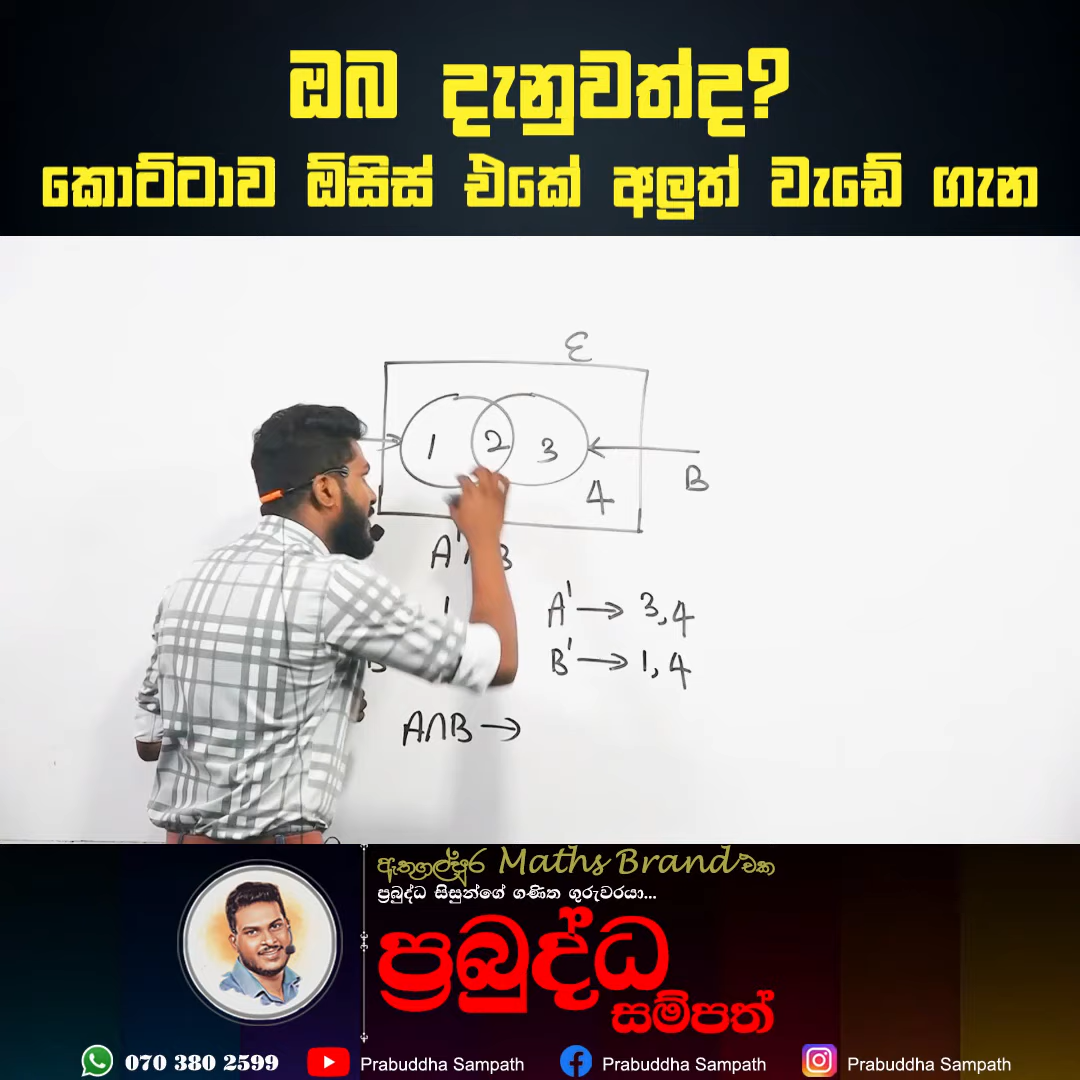 ඔබ දැනුවත්ද?
කොට්ටාව ඕසිස් එකේ අලුත් වැඩේ ගැන
ε
1 2 3
4
B
A' → 3,4
B' → 1,4
A∩B →
ඇතුගල්පුර Maths Brand එක
ප්‍රබුද්ධ සිසුන්ගේ ගණිත ගුරුවරයා...
ප්‍රබුද්ධ
සම්පත්
070 380 2599 Prabuddha Sampath Prabuddha Sampath Prabuddha Sampath